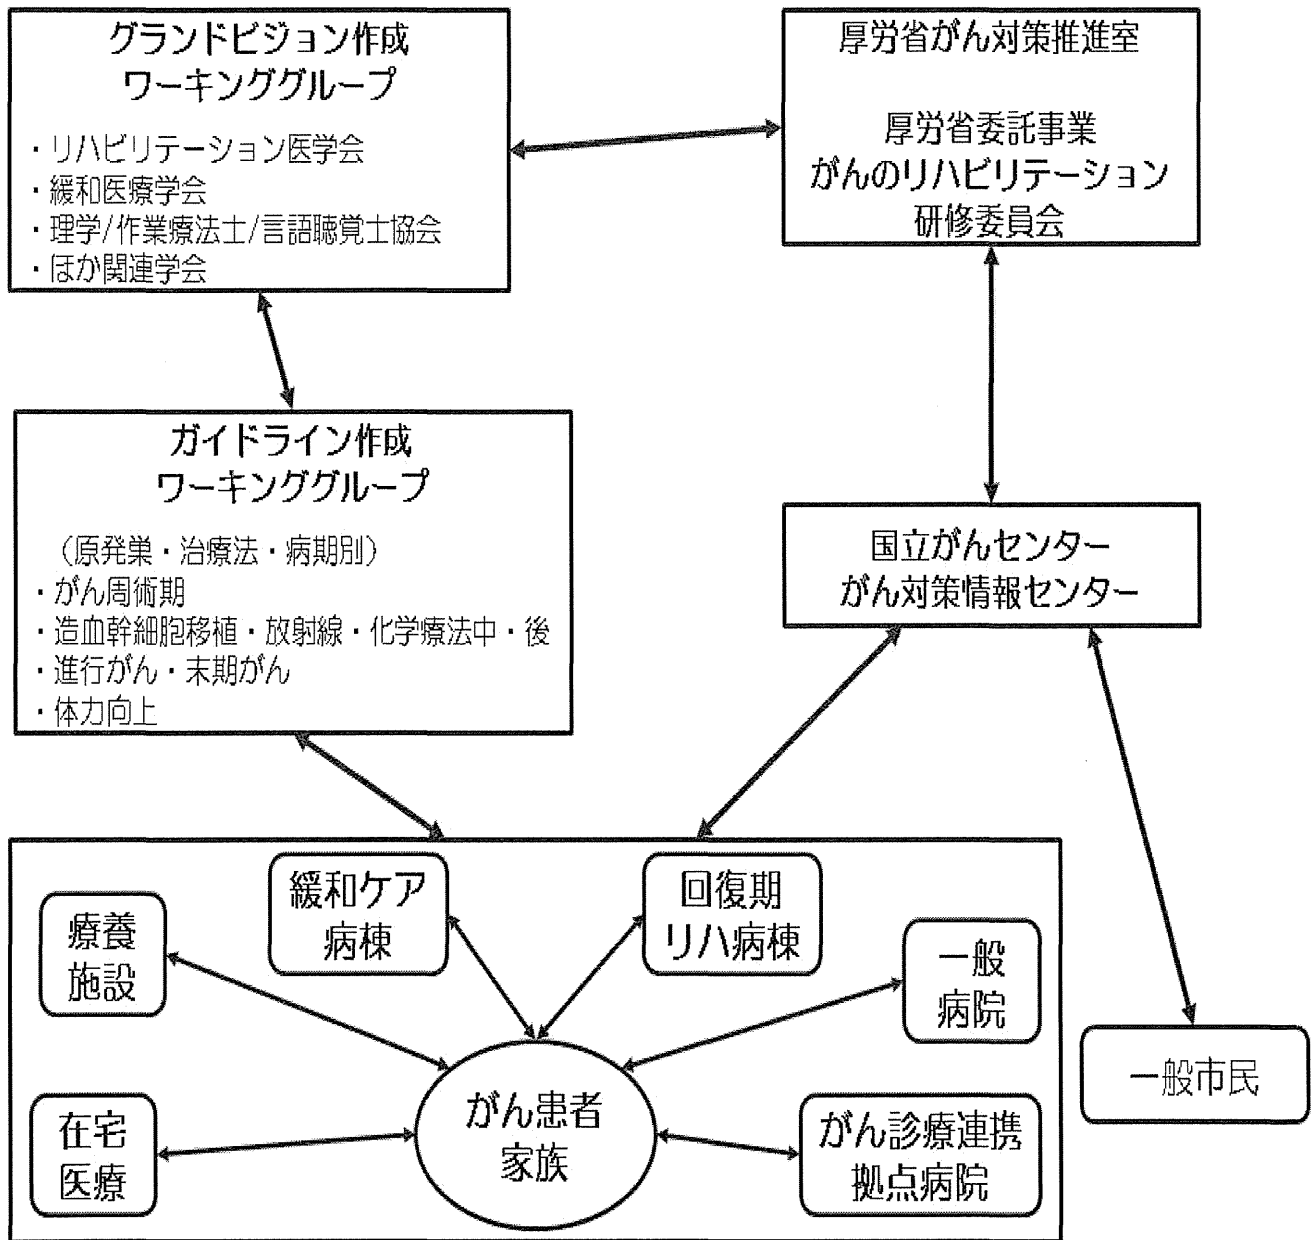 グランドビジョン作成
ワーキンググループ
・リハビリテーション医学会
・緩和医療学会
・理学/作業療法士/言語聴覚士協会
・ほか関連学会
厚労省がん対策推進室
厚労省委託事業
がんのリハビリテーション
研修委員会
ガイドライン作成
ワーキンググループ
（原発巣・治療法・病期別）
・がん周術期
・造血幹細胞移植・放射線・化学療法中・後
・進行がん・末期がん
・体力向上
国立がんセンター
がん対策情報センター
緩和ケア
病棟
回復期
リハ病棟
療養
施設
一般
病院
在宅
医療
がん患者
家族
がん診療連携
拠点病院
一般市民